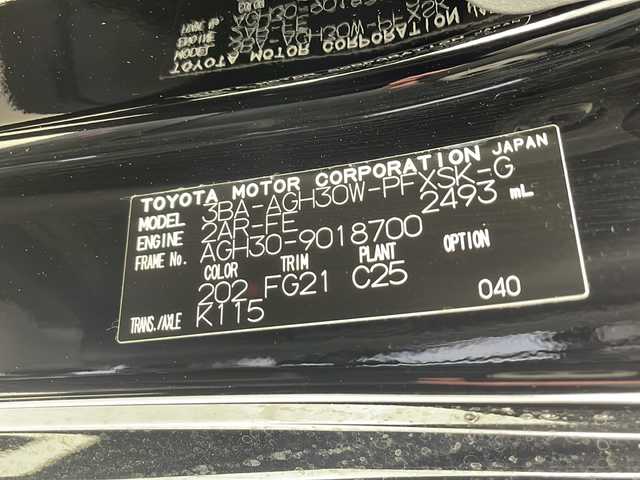 TOYOTA MOTOR CORPORATION JAPAN
MODEL 3BA-AGH30W-PFXSK-G
ENGINE 2AR-FE 2493 mL
FRAME No. AGH30-9018700
COLOR TRIM PLANT OPTION
202 FG21 C25
TRANS./AXLE K115 040